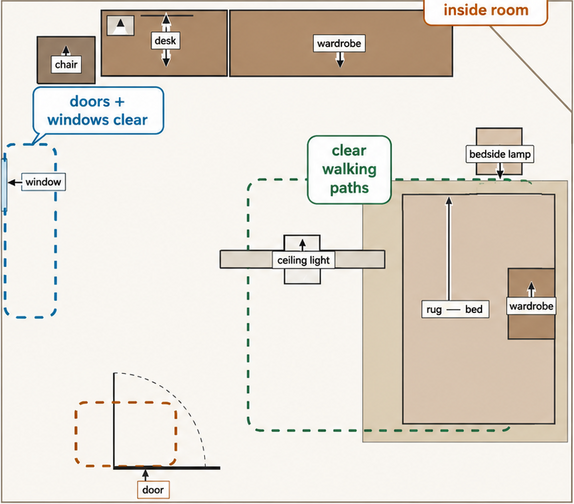 inside room
desk
wardrobe
chair
doors +
windows clear
clear
walking
paths
bedside lamp
window
ceiling light
rug — bed
wardrobe
door